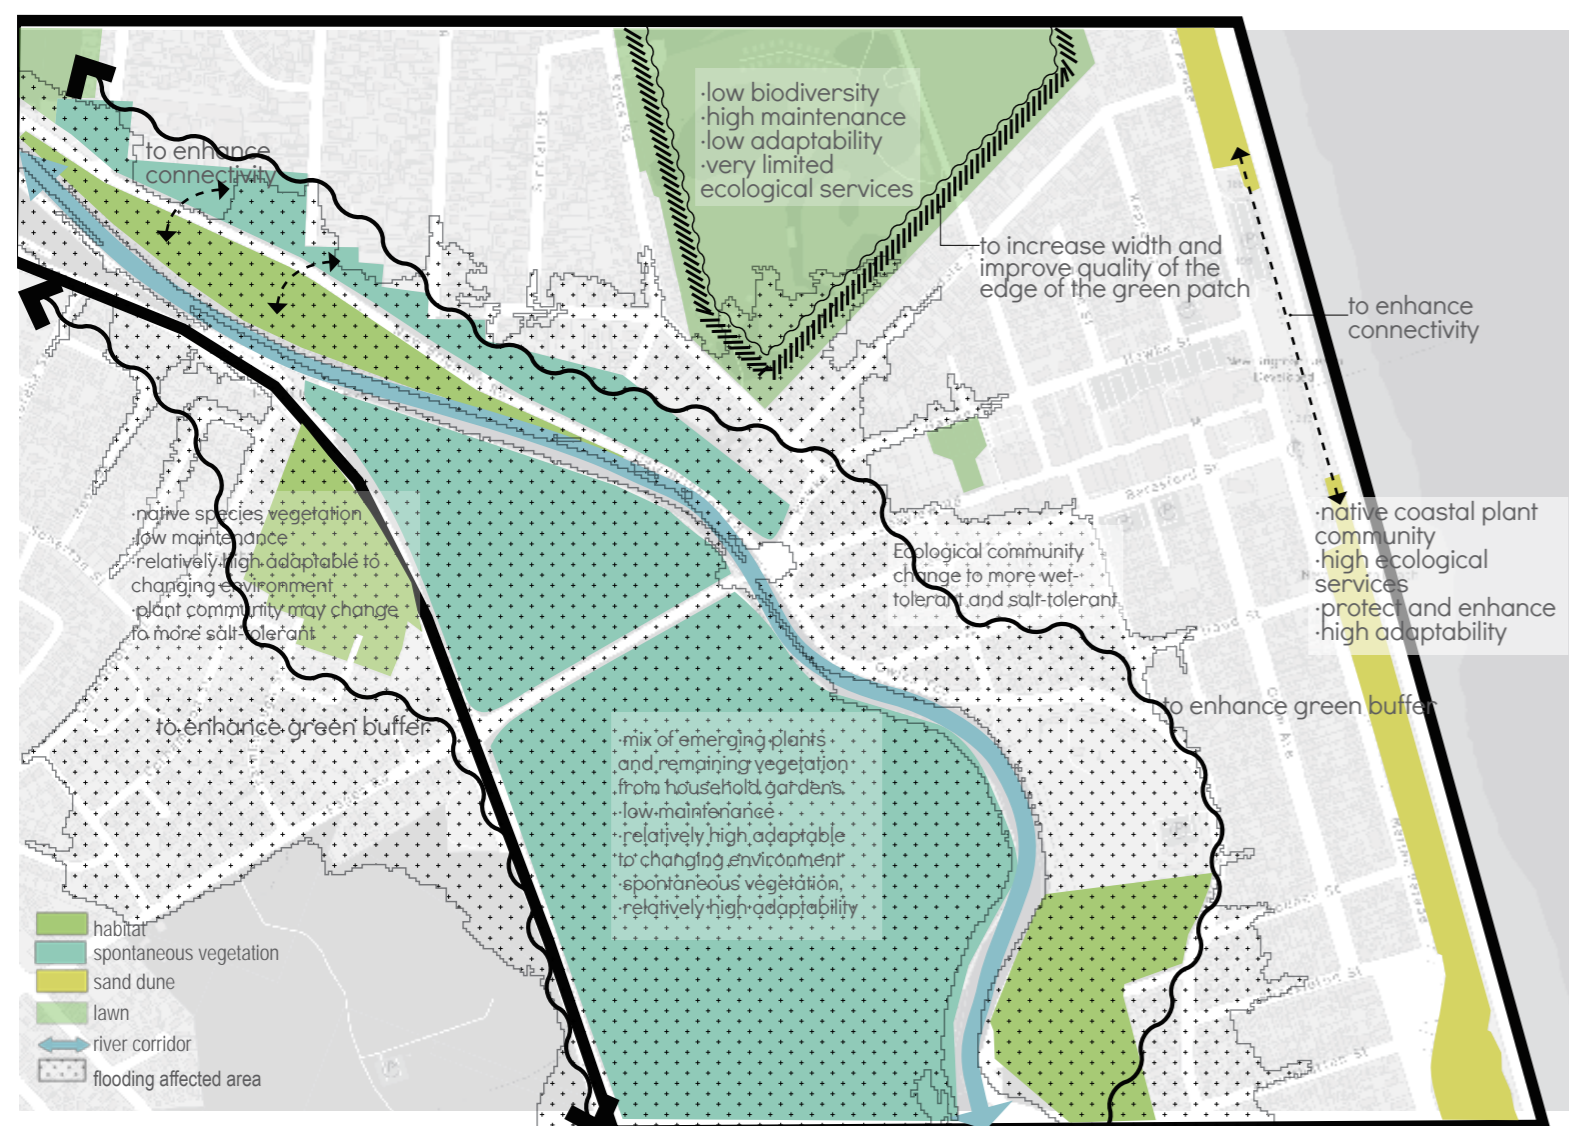 ·low biodiversity
·high maintenance
·low adaptability
·very limited
ecological services
to enhance
connectivity
to increase width and
improve quality of the
edge of the green patch
to enhance
connectivity
·native species vegetation
·low maintenance
·relatively high adaptable to
changing environment
·plant community may change
to more salt-tolerant
Ecological community
change to more wet-
tolerant and salt-tolerant
·native coastal plant
community
·high ecological
services
·protect and enhance
·high adaptability
to enhance green buffer
to enhance green buffer
·mix of emerging plants
and remaining vegetation
from household gardens
·low maintenance
·relatively high adaptable
to changing environment
·spontaneous vegetation
·relatively high adaptability
Hawke St
Beresford St
habitat
spontaneous vegetation
sand dune
lawn
river corridor
flooding affected area